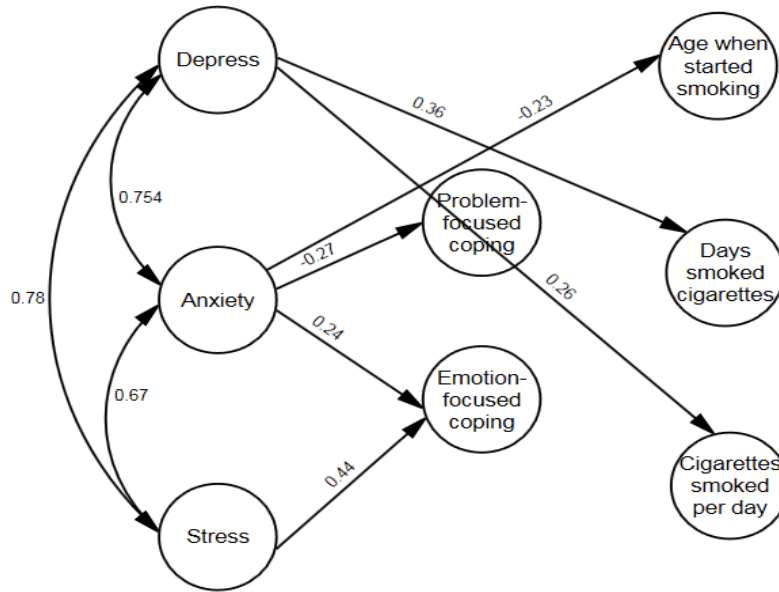 Depress
Age when
started
smoking
-0.23
0.36
0.754
Problem-
focused
coping
-0.27
Days
smoked
cigarettes
0.78
Anxiety
0.26
0.24
0.67
Emotion-
focused
coping
0.44
Cigarettes
smoked
per day
Stress